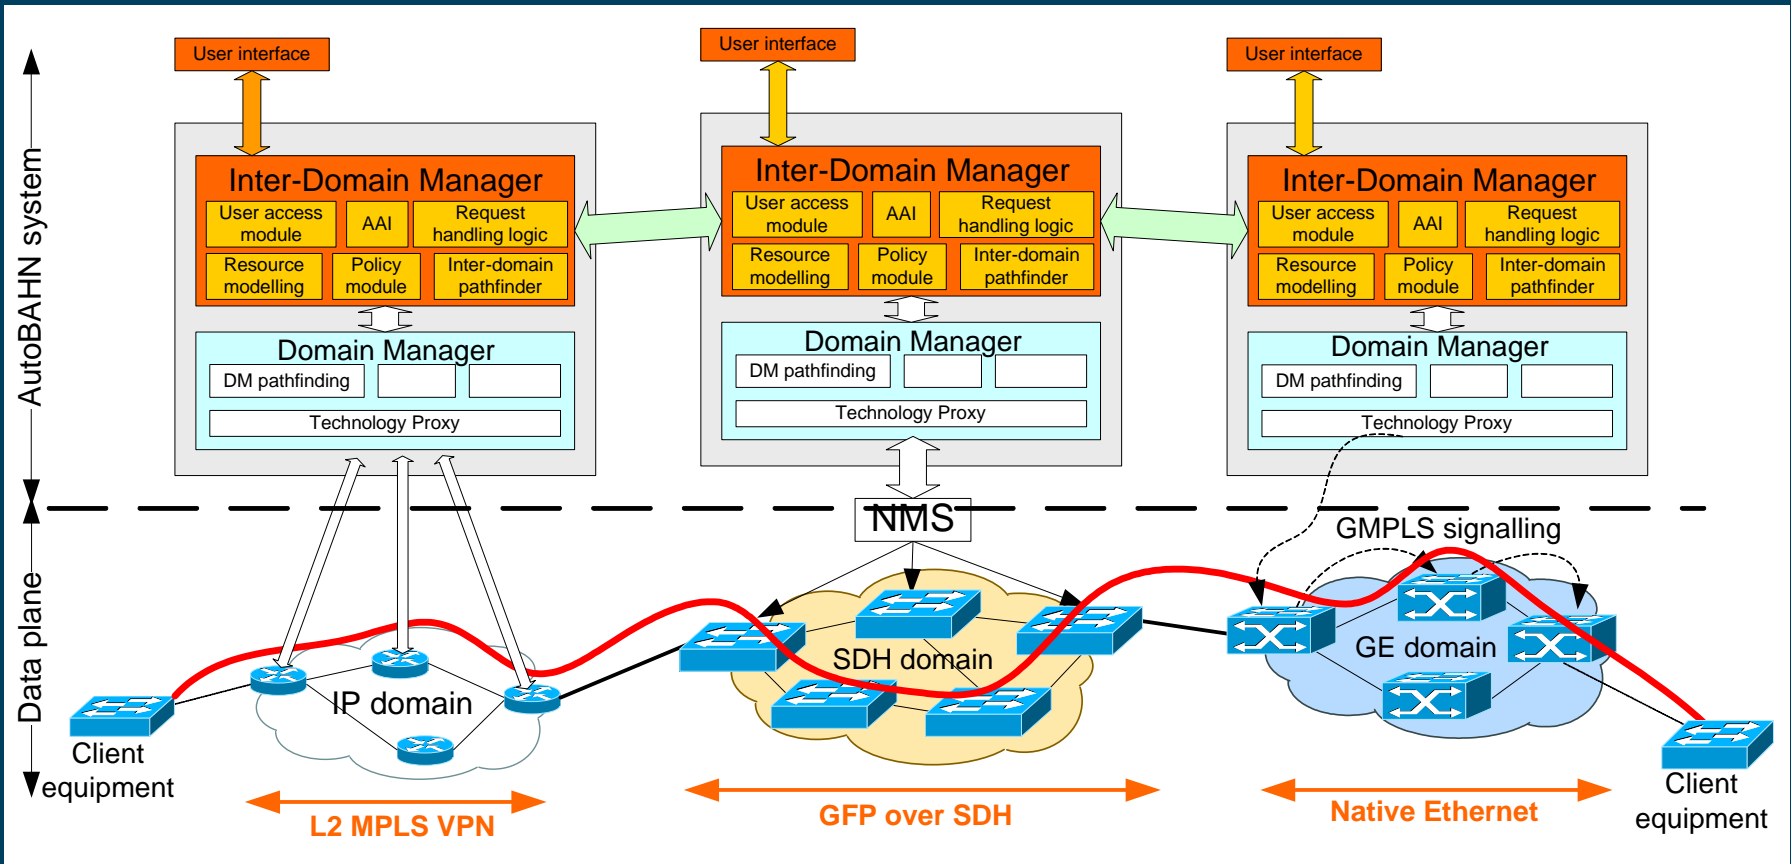 AutoBAHN system
Data plane
User interface
Inter-Domain Manager
User access
module
AAI
Request
handling logic
Resource
modelling
Policy
module
Inter-domain
pathfinder
Domain Manager
DM pathfinding
Technology Proxy
User interface
Inter-Domain Manager
User access
module
AAI
Request
handling logic
Resource
modelling
Policy
module
Inter-domain
pathfinder
Domain Manager
DM pathfinding
Technology Proxy
User interface
Inter-Domain Manager
User access
module
AAI
Request
handling logic
Resource
modelling
Policy
module
Inter-domain
pathfinder
Domain Manager
DM pathfinding
Technology Proxy
NMS
GMPLS signalling
IP domain
SDH domain
GE domain
Client
equipment
Client
equipment
L2 MPLS VPN
GFP over SDH
Native Ethernet